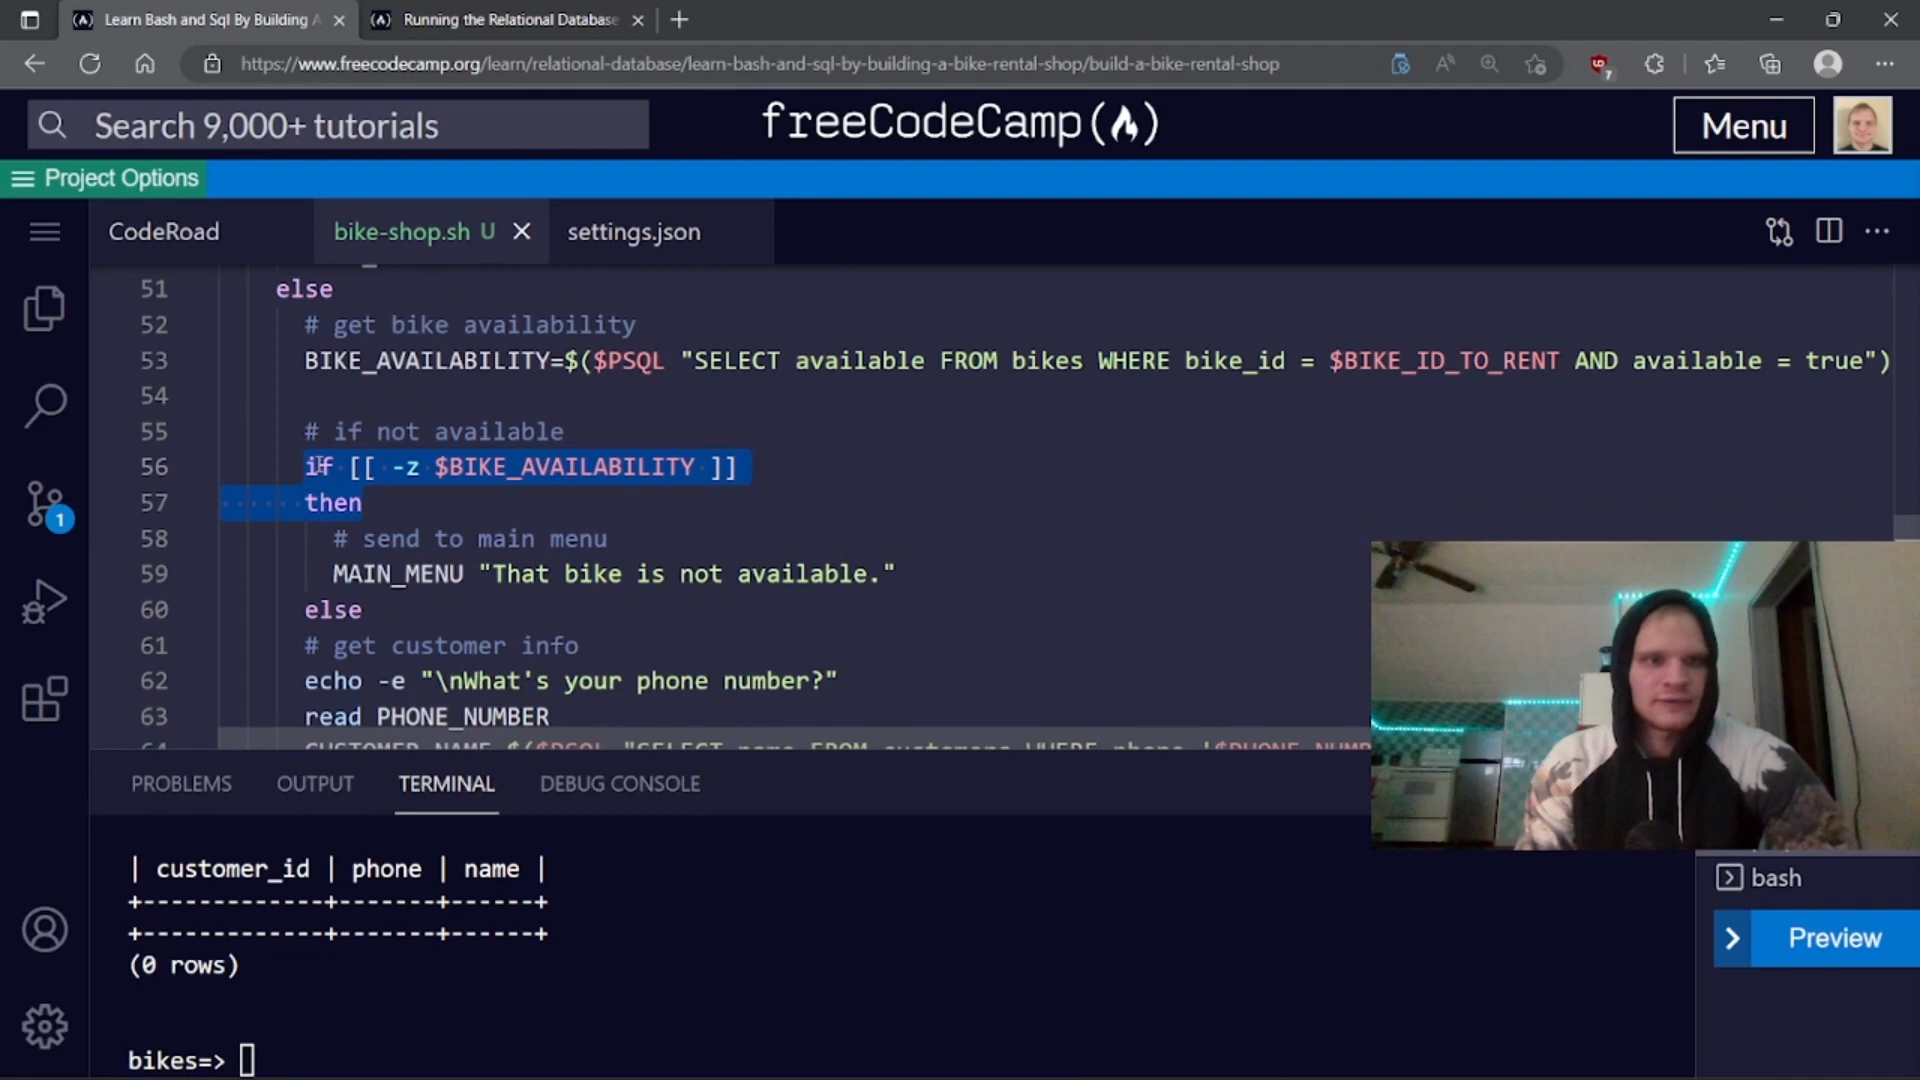 Learn Bash and Sql By Building A
Running the Relational Database
https://www.freecodecamp.org/learn/relational-database/learn-bash-and-sql-by-building-a-bike-rental-shop/build-a-bike-rental-shop
7
Search 9,000+ tutorials
freeCodeCamp
Menu
Project Options
CodeRoad
bike-shop.sh U
settings.json
51 else
52 # get bike availability
53 BIKE_AVAILABILITY=$($PSQL "SELECT available FROM bikes WHERE bike_id = $BIKE_ID_TO_RENT AND available = true")
54
55 # if not available
56 if [[ -z $BIKE_AVAILABILITY ]]
57 then
58 # send to main menu
59 MAIN_MENU "That bike is not available."
60 else
61 # get customer info
62 echo -e "\nWhat's your phone number?"
63 read PHONE_NUMBER
1
PROBLEMS
OUTPUT
TERMINAL
DEBUG CONSOLE
| customer_id | phone | name |
+-------------+-------+------+
+-------------+-------+------+
(0 rows)
bikes=>
bash
Preview